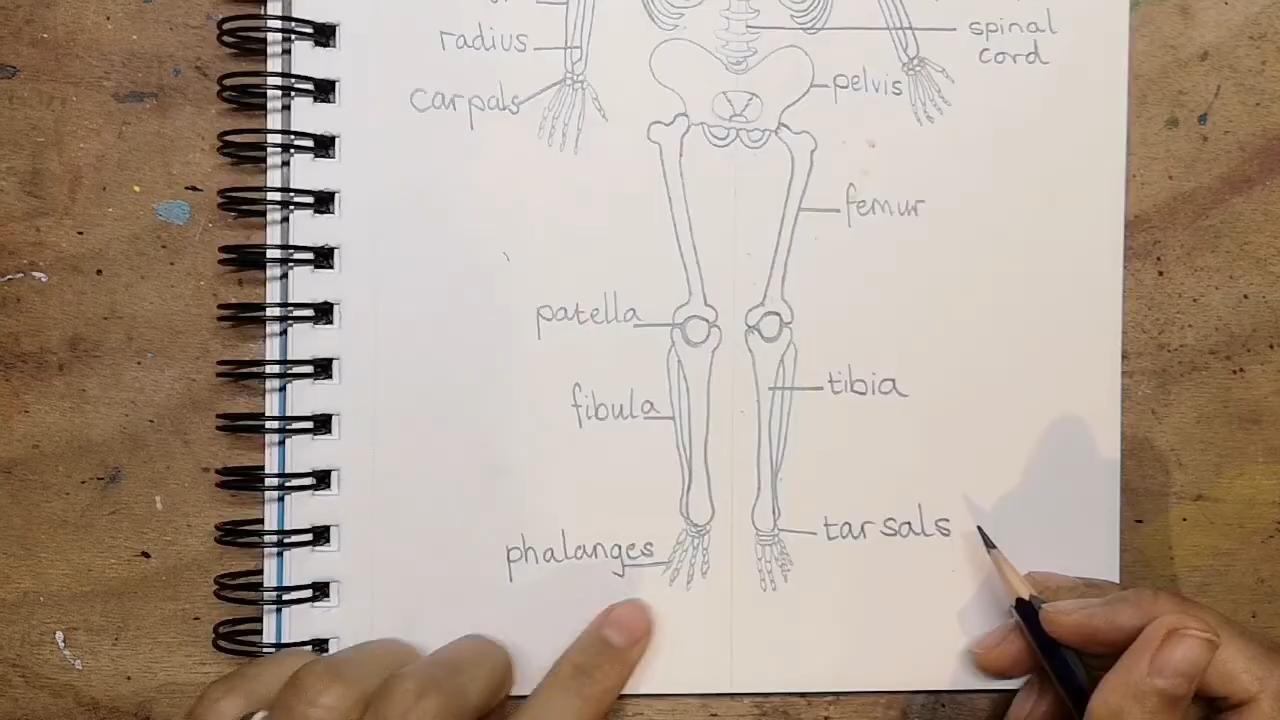 radius
spinal
cord
carpals
pelvis
femur
patella
tibia
fibula
tarsals
phalanges